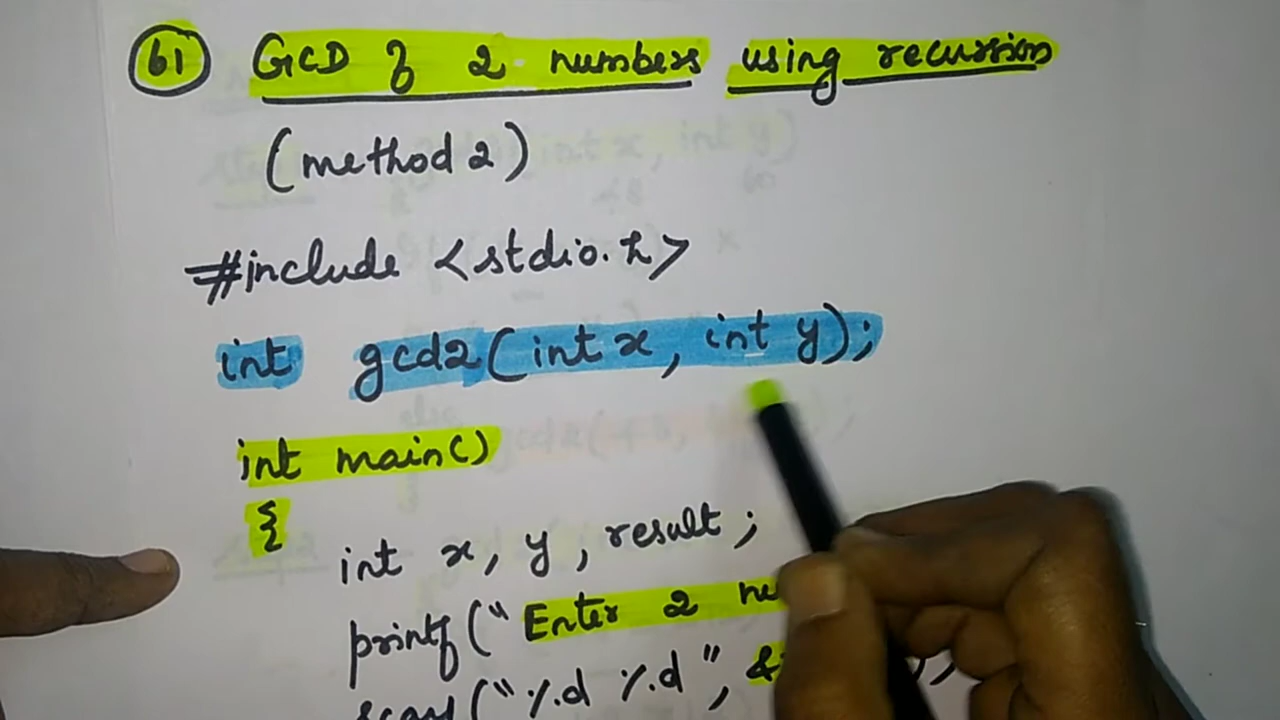 61 GCD of 2 numbers using recursion
(method 2)
#include <stdio.h>
int gcd2(int x, int y);
int main()
{
int x, y, result;
printf("Enter 2
scanf("%d %d", &